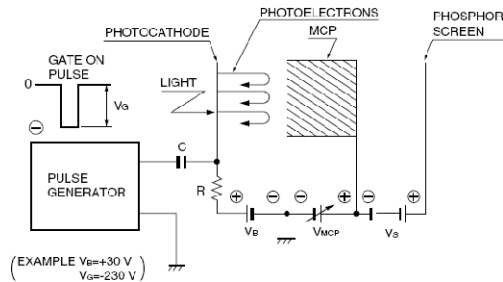 PHOTOCATHODE
PHOTOELECTRONS
MCP
PHOSPHOR
SCREEN
GATE ON
PULSE
0
VG
⊖
LIGHT
C
R
PULSE
GENERATOR
⊕ ⊖ ⊖ ⊕ ⊖ ⊕
VB
VMCP
VS
(EXAMPLE VB=+30 V
VG=-230 V)